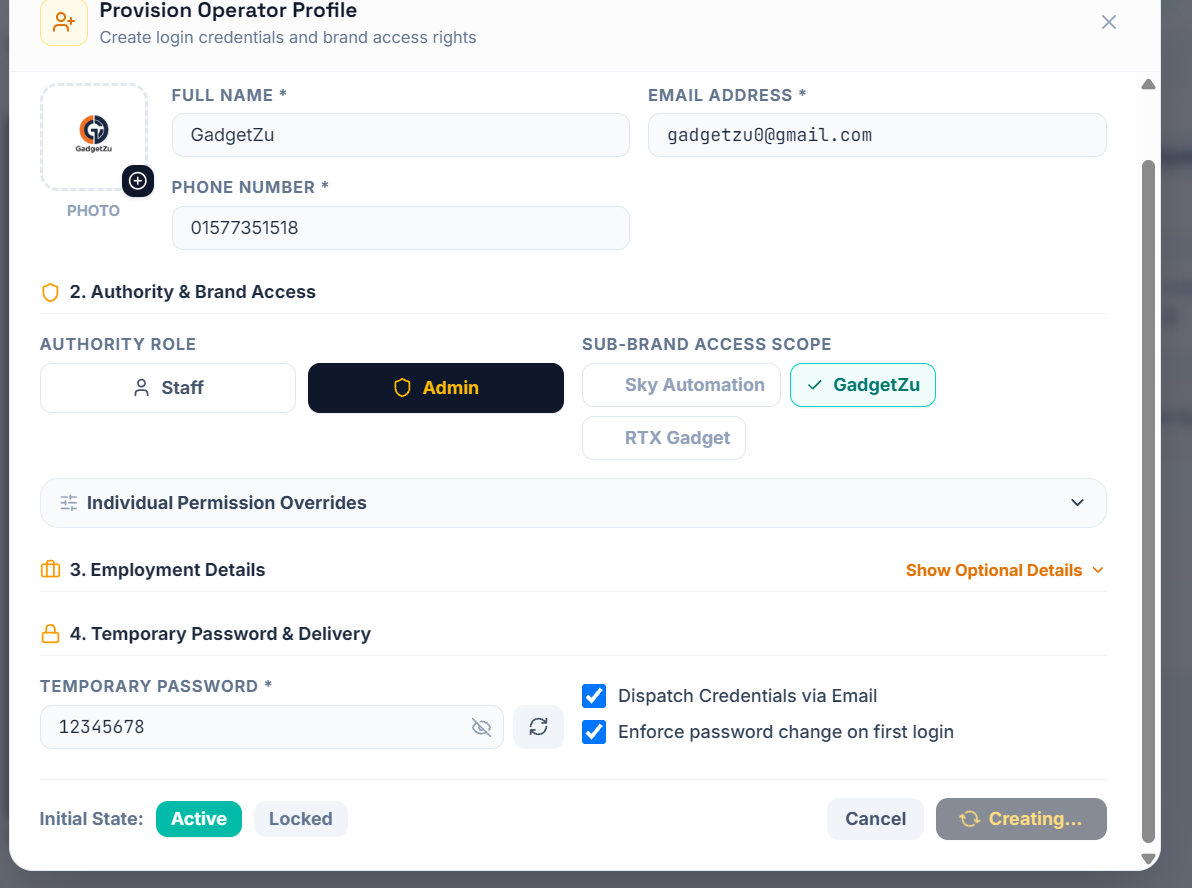 Provision Operator Profile
Create login credentials and brand access rights
GadgetZu
PHOTO
FULL NAME *
GadgetZu
EMAIL ADDRESS *
gadgetzu0@gmail.com
PHONE NUMBER *
01577351518
2. Authority & Brand Access
AUTHORITY ROLE
Staff
Admin
SUB-BRAND ACCESS SCOPE
Sky Automation
GadgetZu
RTX Gadget
Individual Permission Overrides
3. Employment Details
Show Optional Details
4. Temporary Password & Delivery
TEMPORARY PASSWORD *
12345678
Dispatch Credentials via Email
Enforce password change on first login
Initial State:
Active
Locked
Cancel
Creating...